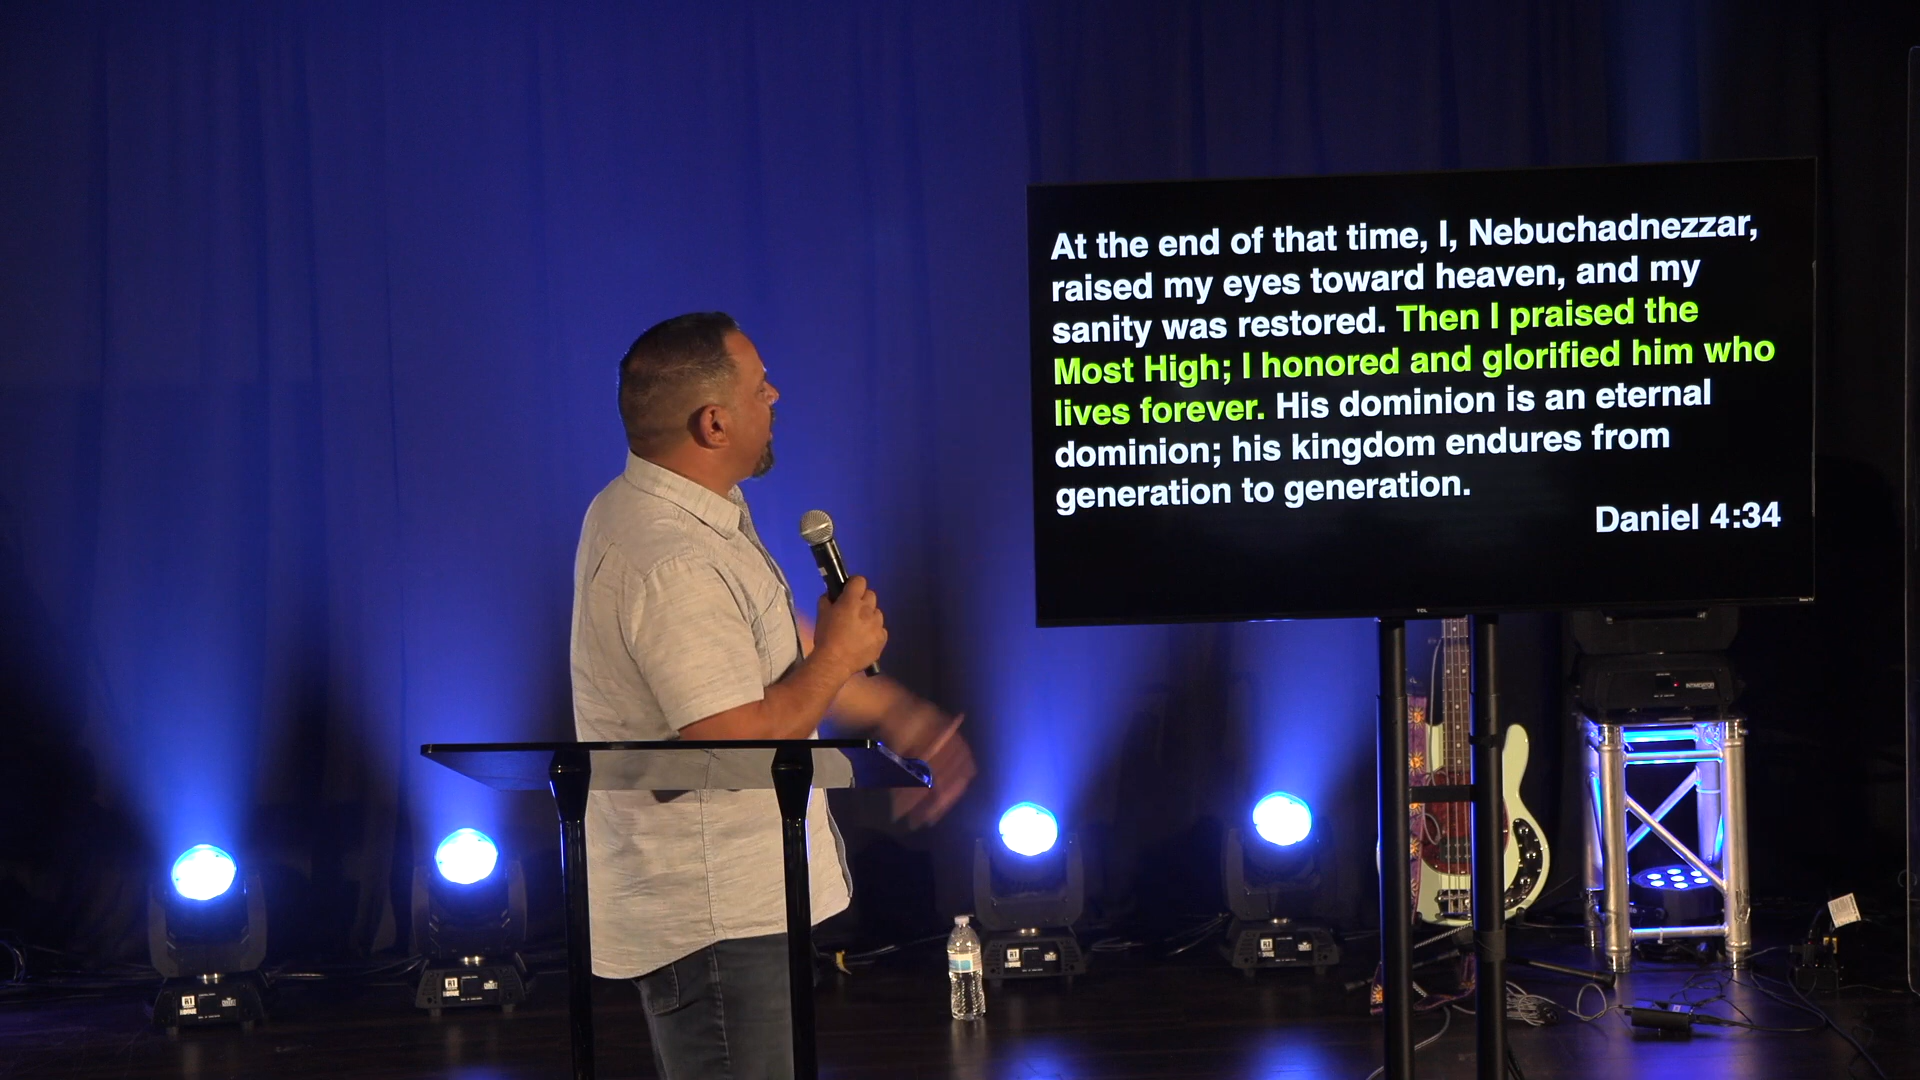 At the end of that time, I, Nebuchadnezzar,
raised my eyes toward heaven, and my
sanity was restored. Then I praised the
Most High; I honored and glorified him who
lives forever. His dominion is an eternal
dominion; his kingdom endures from
generation to generation.
Daniel 4:34
TCL